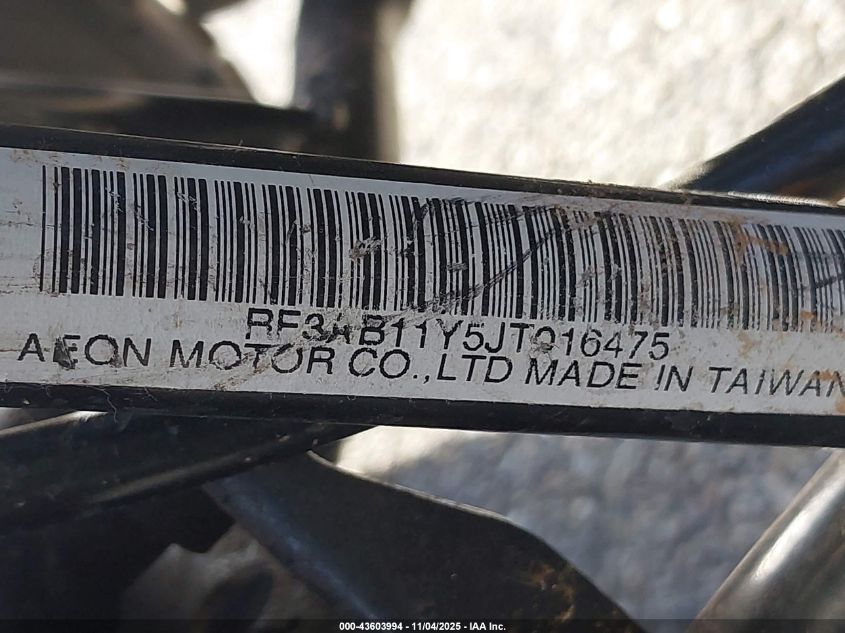 RF3AB11Y5JT016475
AEON MOTOR CO.,LTD MADE IN TAIWAN
000-43603994 - 11/04/2025 - IAA Inc.